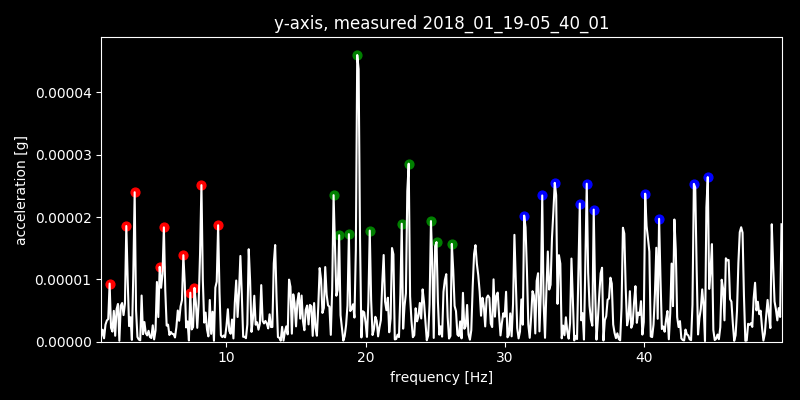 y-axis, measured 2018_01_19-05_40_01
acceleration [g]
0.00004
0.00003
0.00002
0.00001
0.00000
10 20 30 40
frequency [Hz]